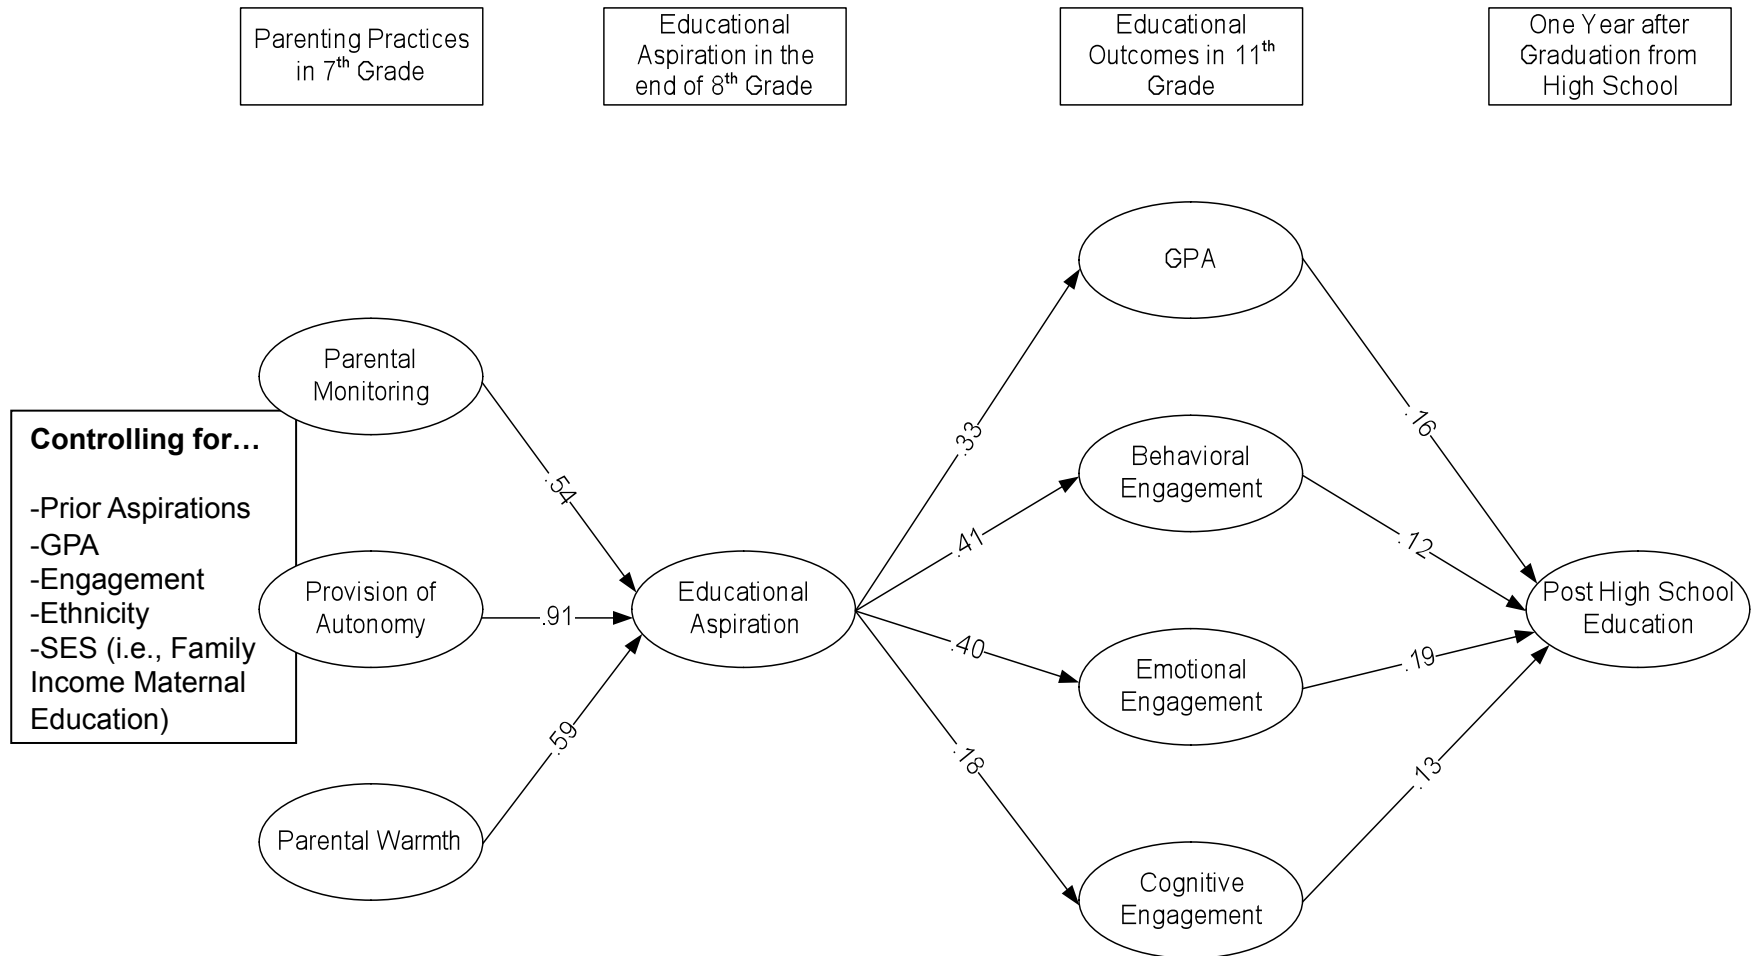 Parenting Practices
in 7th Grade
Educational
Aspiration in the
end of 8th Grade
Educational
Outcomes in 11th
Grade
One Year after
Graduation from
High School
Controlling for…
-Prior Aspirations
-GPA
-Engagement
-Ethnicity
-SES (i.e., Family
Income Maternal
Education)
Parental
Monitoring
Provision of
Autonomy
Parental Warmth
.54
.91
.59
Educational
Aspiration
.33
.41
.40
.18
GPA
Behavioral
Engagement
Emotional
Engagement
Cognitive
Engagement
.16
.12
.19
.13
Post High School
Education